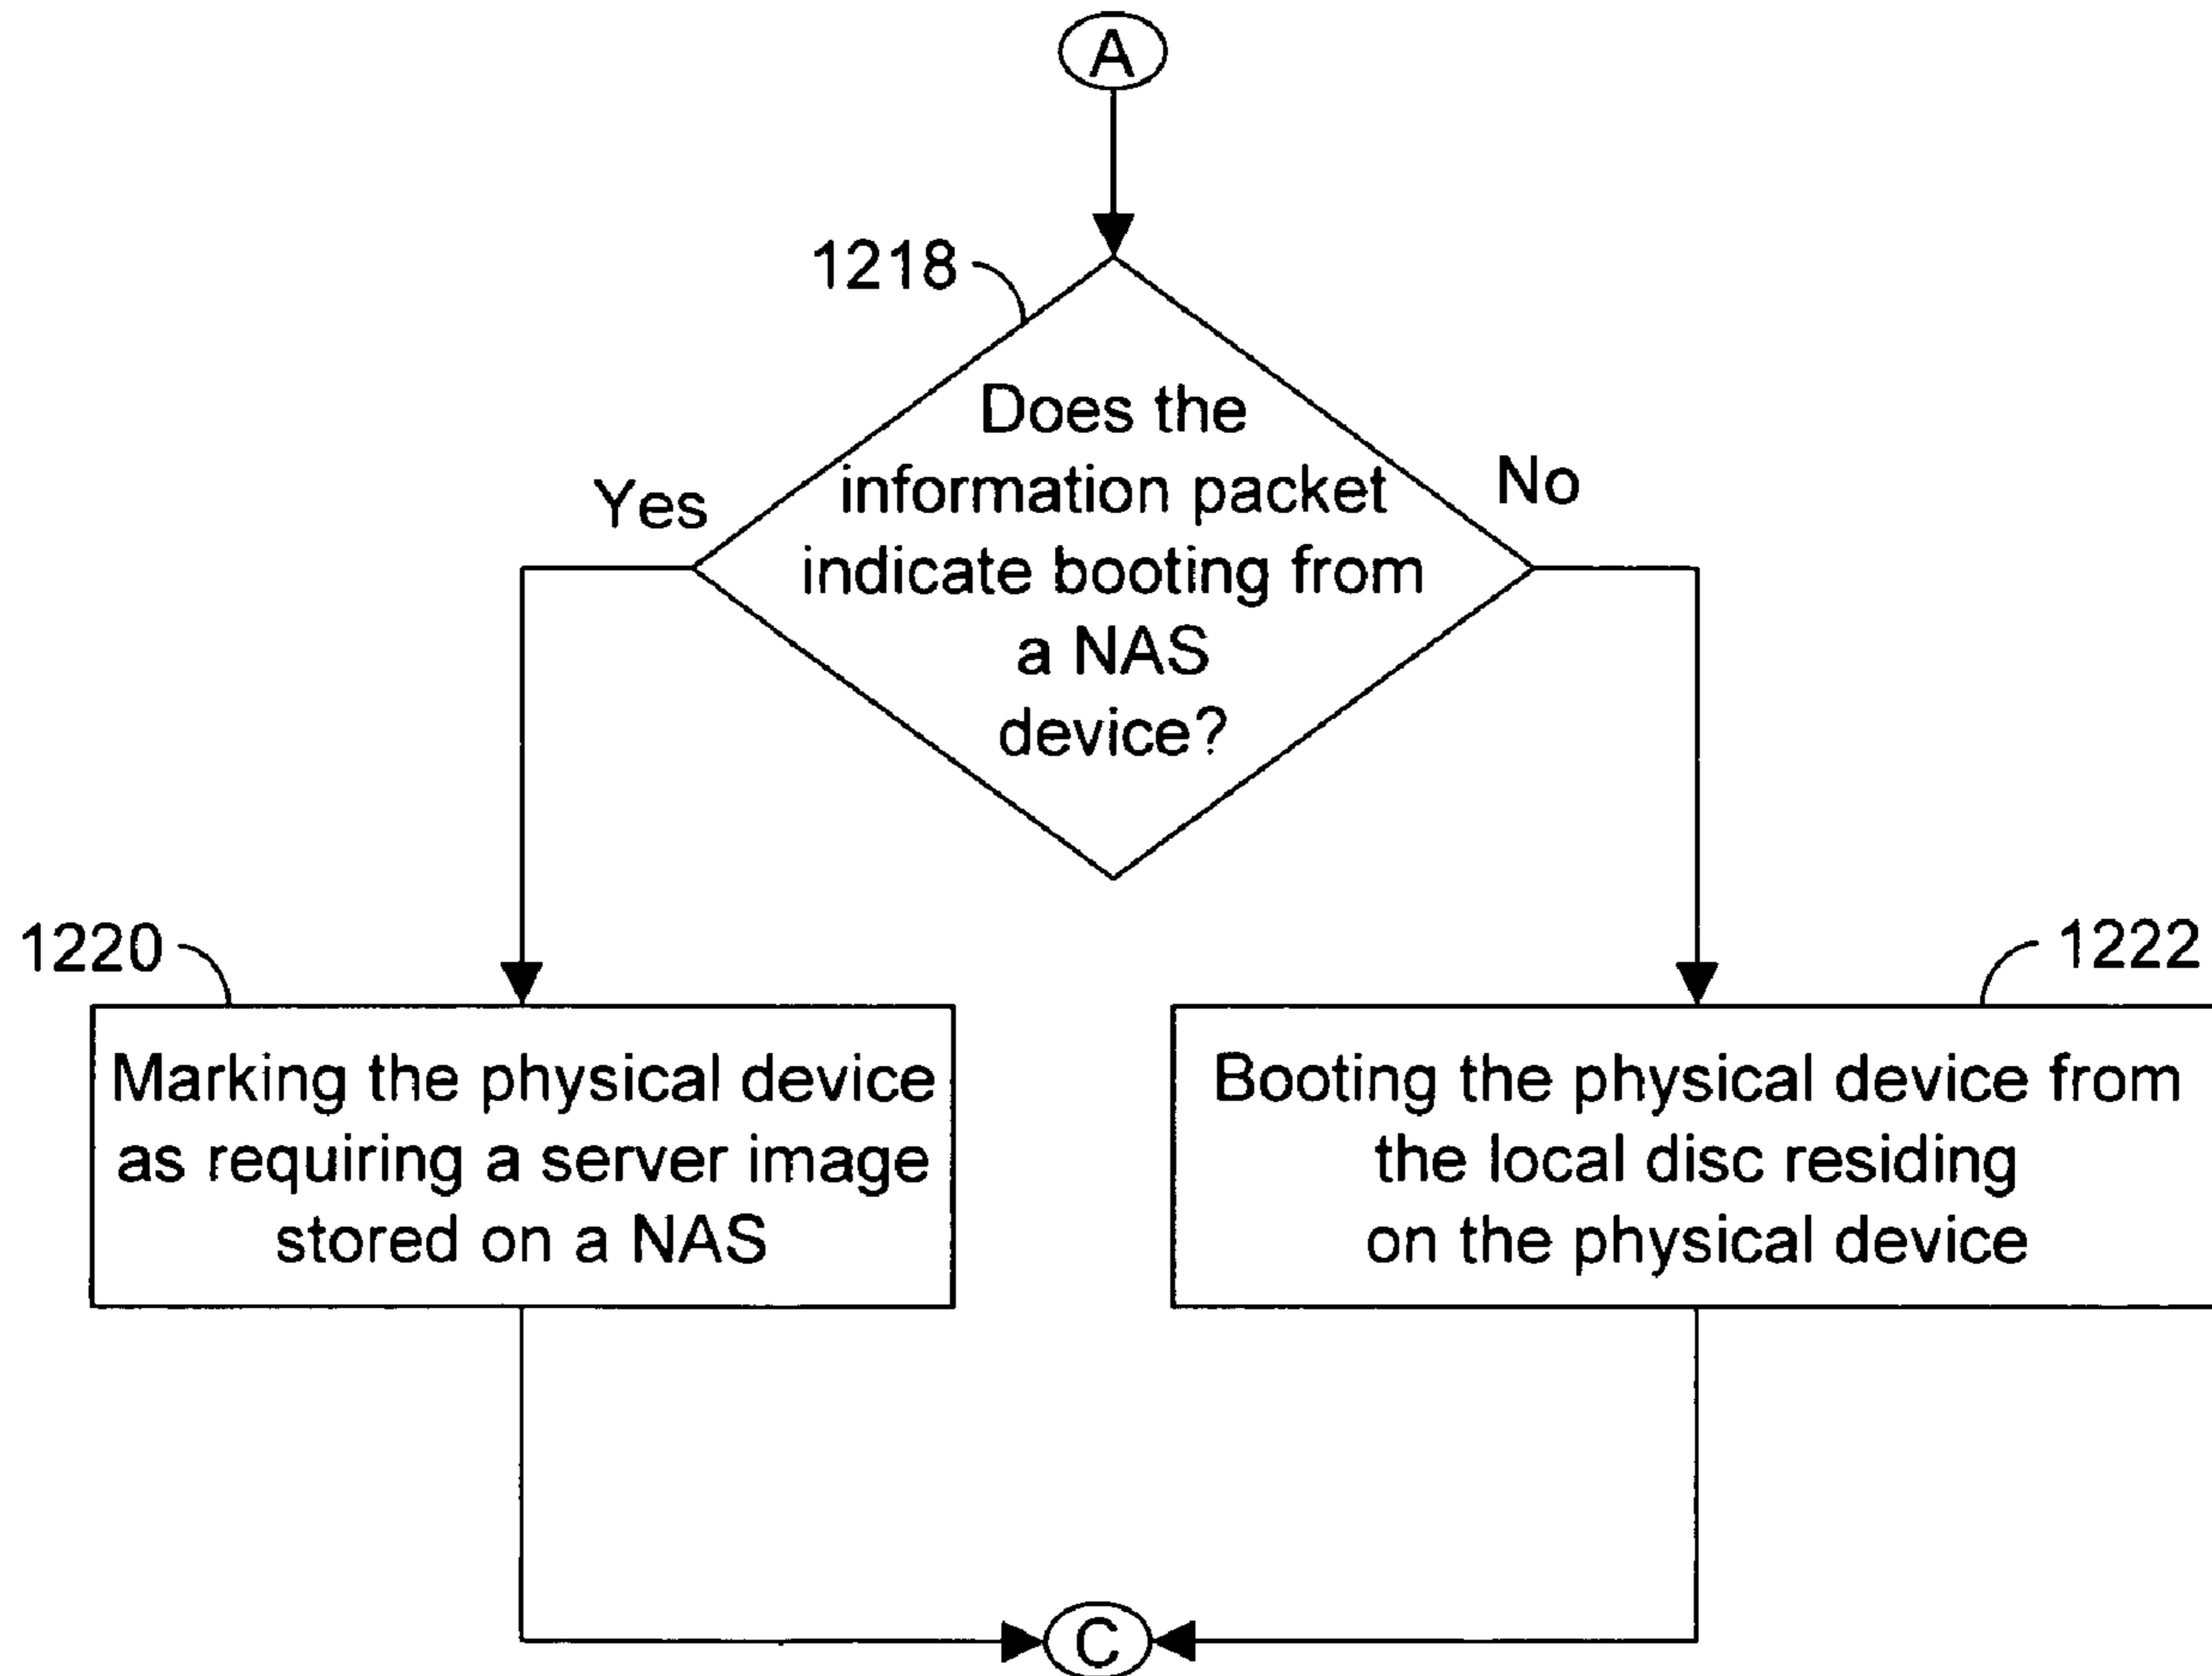 A
1218
Does the
information packet
indicate booting from
a NAS
device?
Yes
No
1220
Marking the physical device
as requiring a server image
stored on a NAS
1222
Booting the physical device from
the local disc residing
on the physical device
C